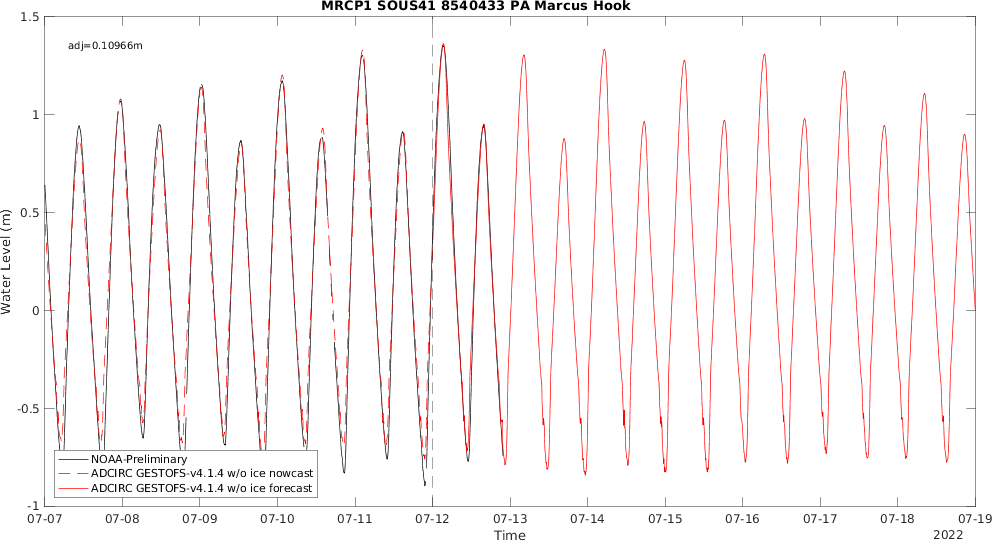 MRCP1 SOUS41 8540433 PA Marcus Hook
adj=0.10966m
1.5
1
0.5
0
-0.5
-1
Water Level (m)
NOAA-Preliminary
ADCIRC GESTOFS-v4.1.4 w/o ice nowcast
ADCIRC GESTOFS-v4.1.4 w/o ice forecast
07-07 07-08 07-09 07-10 07-11 07-12 07-13 07-14 07-15 07-16 07-17 07-18 07-19
Time
2022